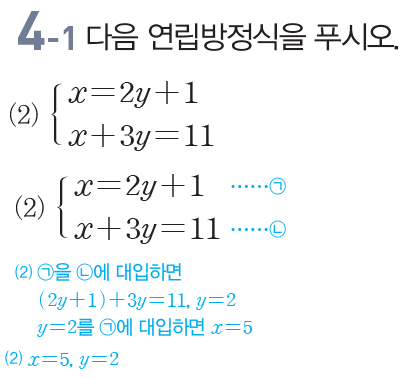 4-1 다음 연립방정식을 푸시오.
(2) { x=2y+1
x+3y=11
(2) { x=2y+1 ······㉠
x+3y=11 ······㉡
(2) ㉠을 ㉡에 대입하면
(2y+1)+3y=11, y=2
y=2를 ㉠에 대입하면 x=5
(2) x=5, y=2